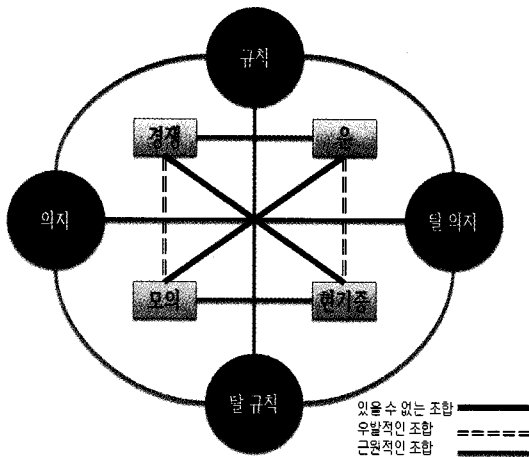 규칙
경쟁 운
의지 탈 의지
모의 현기증
탈 규칙
있을 수 없는 조합
우발적인 조합
근원적인 조합